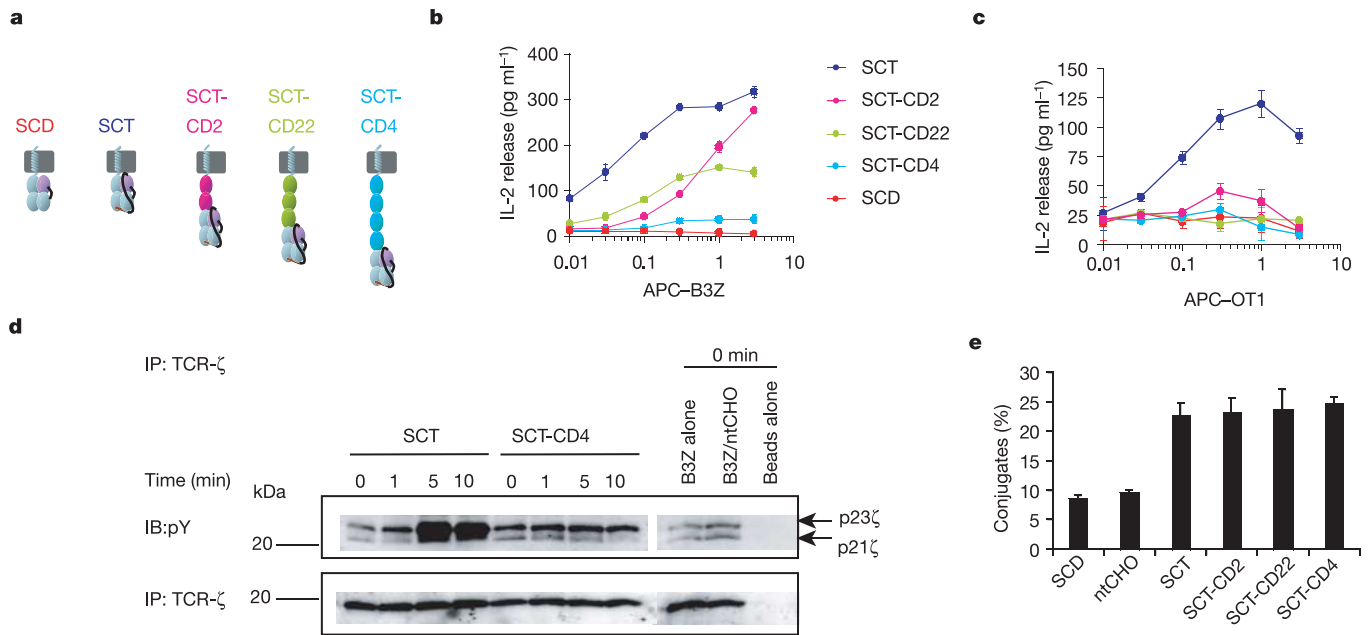 a
SCD
SCT
SCT-
CD2
SCT-
CD22
SCT-
CD4
b
IL-2 release (pg ml⁻¹)
400
300
200
100
0
0.01
0.1
1
10
APC–B3Z
SCT
SCT-CD2
SCT-CD22
SCT-CD4
SCD
c
IL-2 release (pg ml⁻¹)
150
125
100
75
50
25
0
0.01
0.1
1
10
APC–OT1
d
IP: TCR-ζ
0 min
SCT
SCT-CD4
B3Z alone
B3Z/ntCHO
Beads alone
Time (min)
0 1 5 10 0 1 5 10
kDa
IB:pY
20
p23ζ
p21ζ
IP: TCR-ζ
20
e
Conjugates (%)
30
25
20
15
10
5
0
SCD
ntCHO
SCT
SCT-CD2
SCT-CD22
SCT-CD4